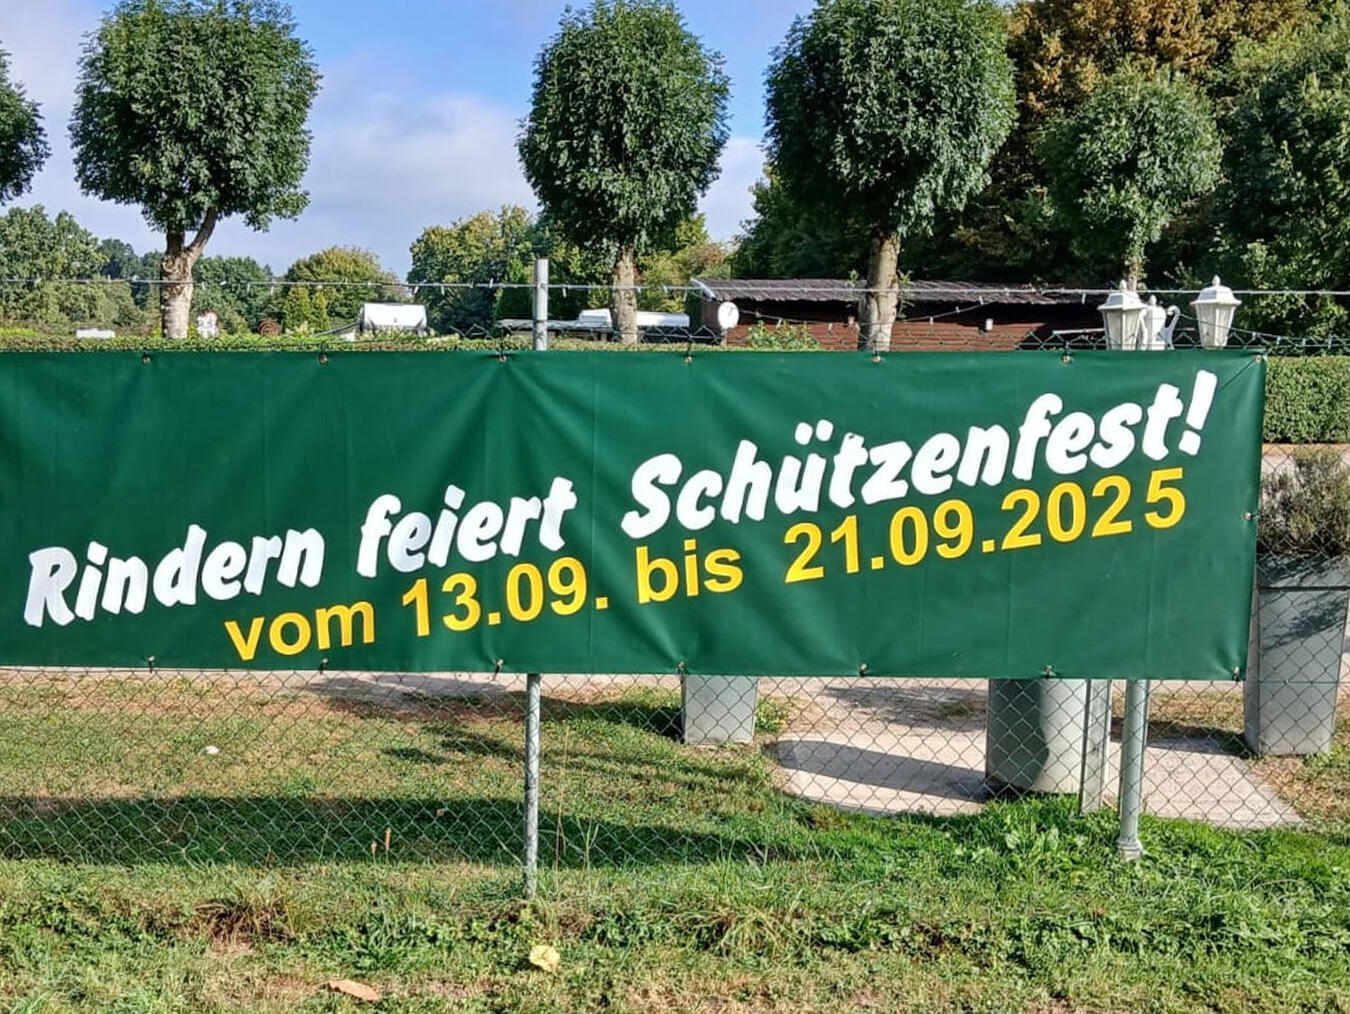 Rindern feiert Schützenfest!
vom 13.09. bis 21.09.2025